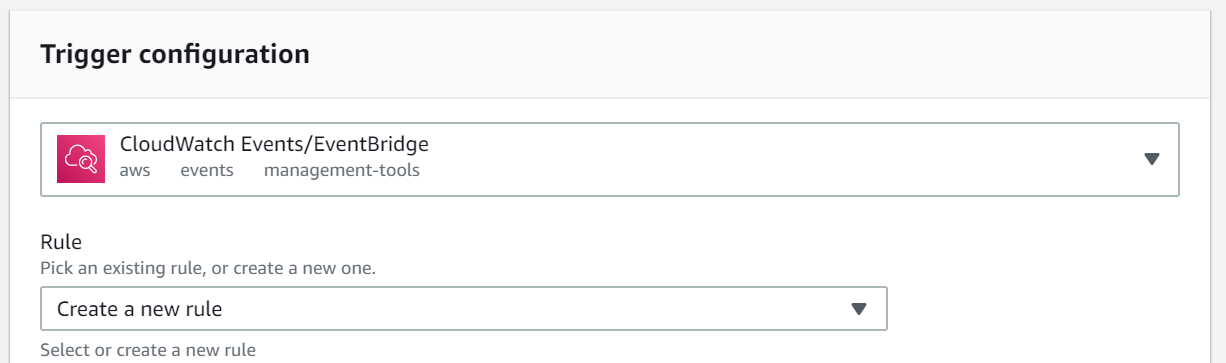 Trigger configuration
CloudWatch Events/EventBridge
aws events management-tools
Rule
Pick an existing rule, or create a new one.
Create a new rule
Select or create a new rule